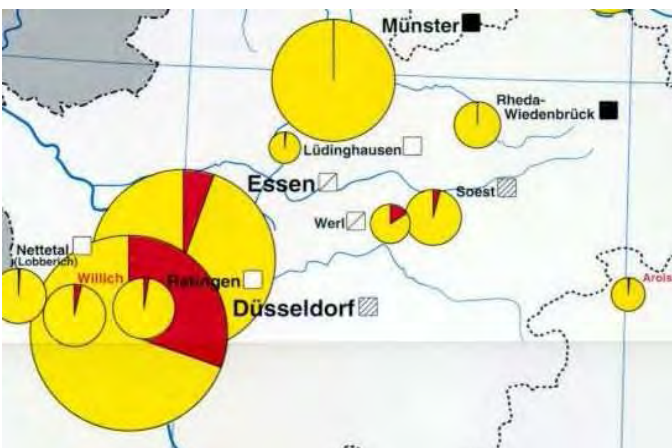 Münster
Rheda-
Wiedenbrück
Lüdinghausen
Essen
Soest
Werl
Nettetal
(Lobberich)
Willich
Ratingen
Arols
Düsseldorf